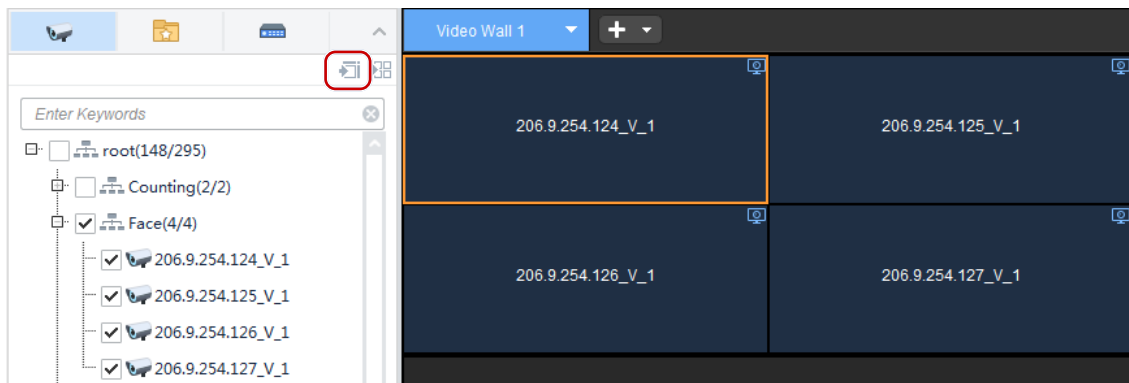 Video Wall 1
Enter Keywords
root(148/295)
Counting(2/2)
Face(4/4)
206.9.254.124_V_1
206.9.254.125_V_1
206.9.254.126_V_1
206.9.254.127_V_1
206.9.254.124_V_1
206.9.254.125_V_1
206.9.254.126_V_1
206.9.254.127_V_1